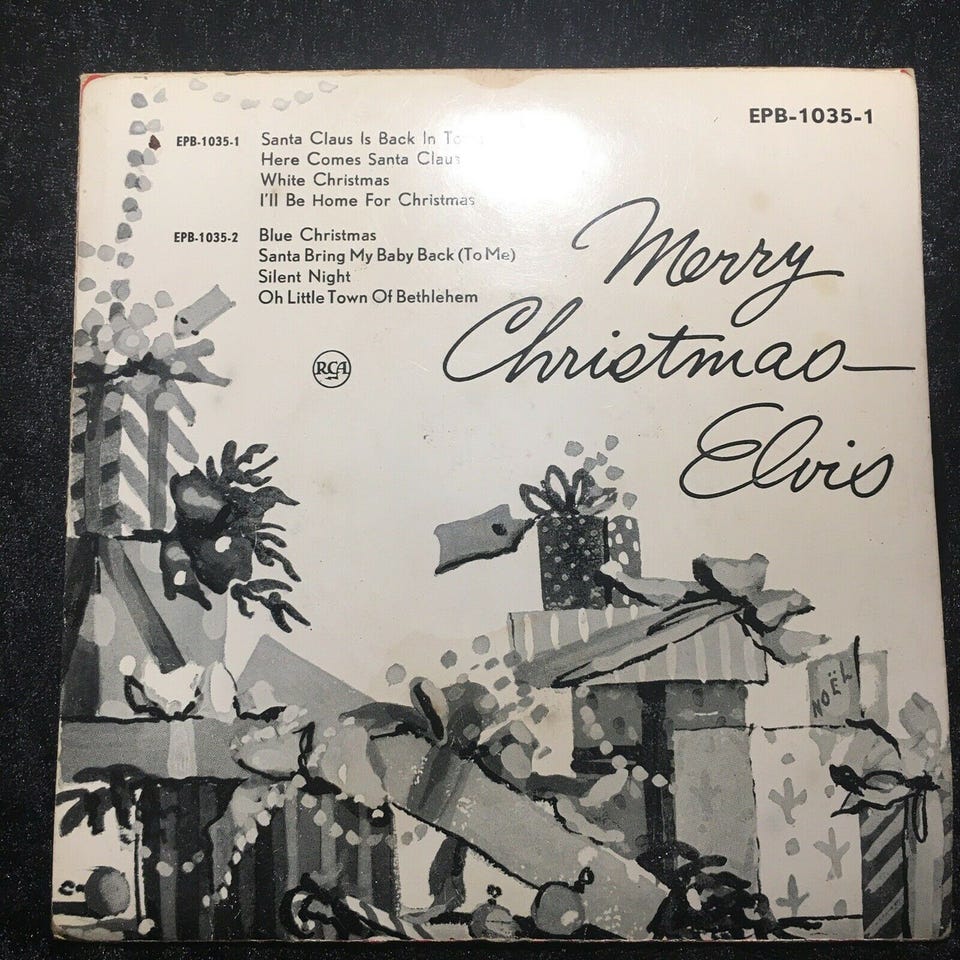 EPB-1035-1
EPB-1035-1 Santa Claus Is Back In
Here Comes Santa Claus
White Christmas
I'll Be Home For Christmas
EPB-1035-2 Blue Christmas
Santa Bring My Baby Back (To Me)
Silent Night
Oh Little Town Of Bethlehem
RCA
Merry
Christmas—
Elvis
NOËL